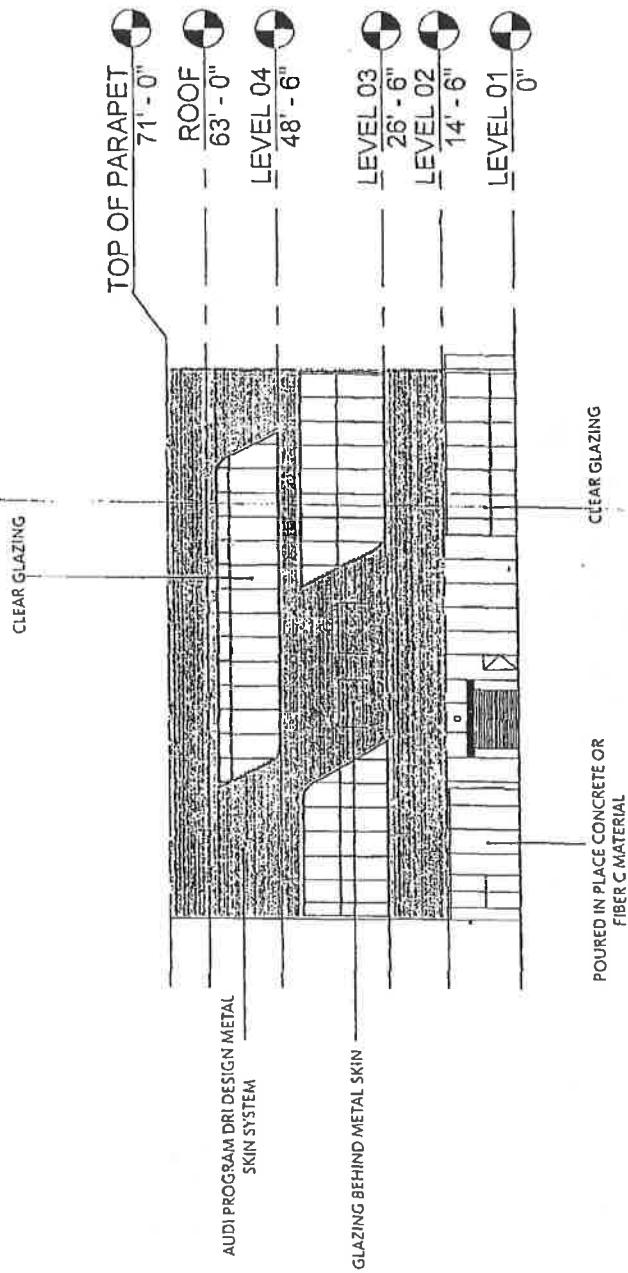 CLEAR GLAZING
TOP OF PARAPET
71' - 0"
ROOF
63' - 0"
LEVEL 04
48' - 6"
AUDI PROGRAM DRI DESIGN METAL
SKIN SYSTEM
LEVEL 03
26' - 6"
GLAZING BEHIND METAL SKIN
LEVEL 02
14' - 6"
LEVEL 01
0"
CLEAR GLAZING
POURED IN PLACE CONCRETE OR
FIBER C MATERIAL